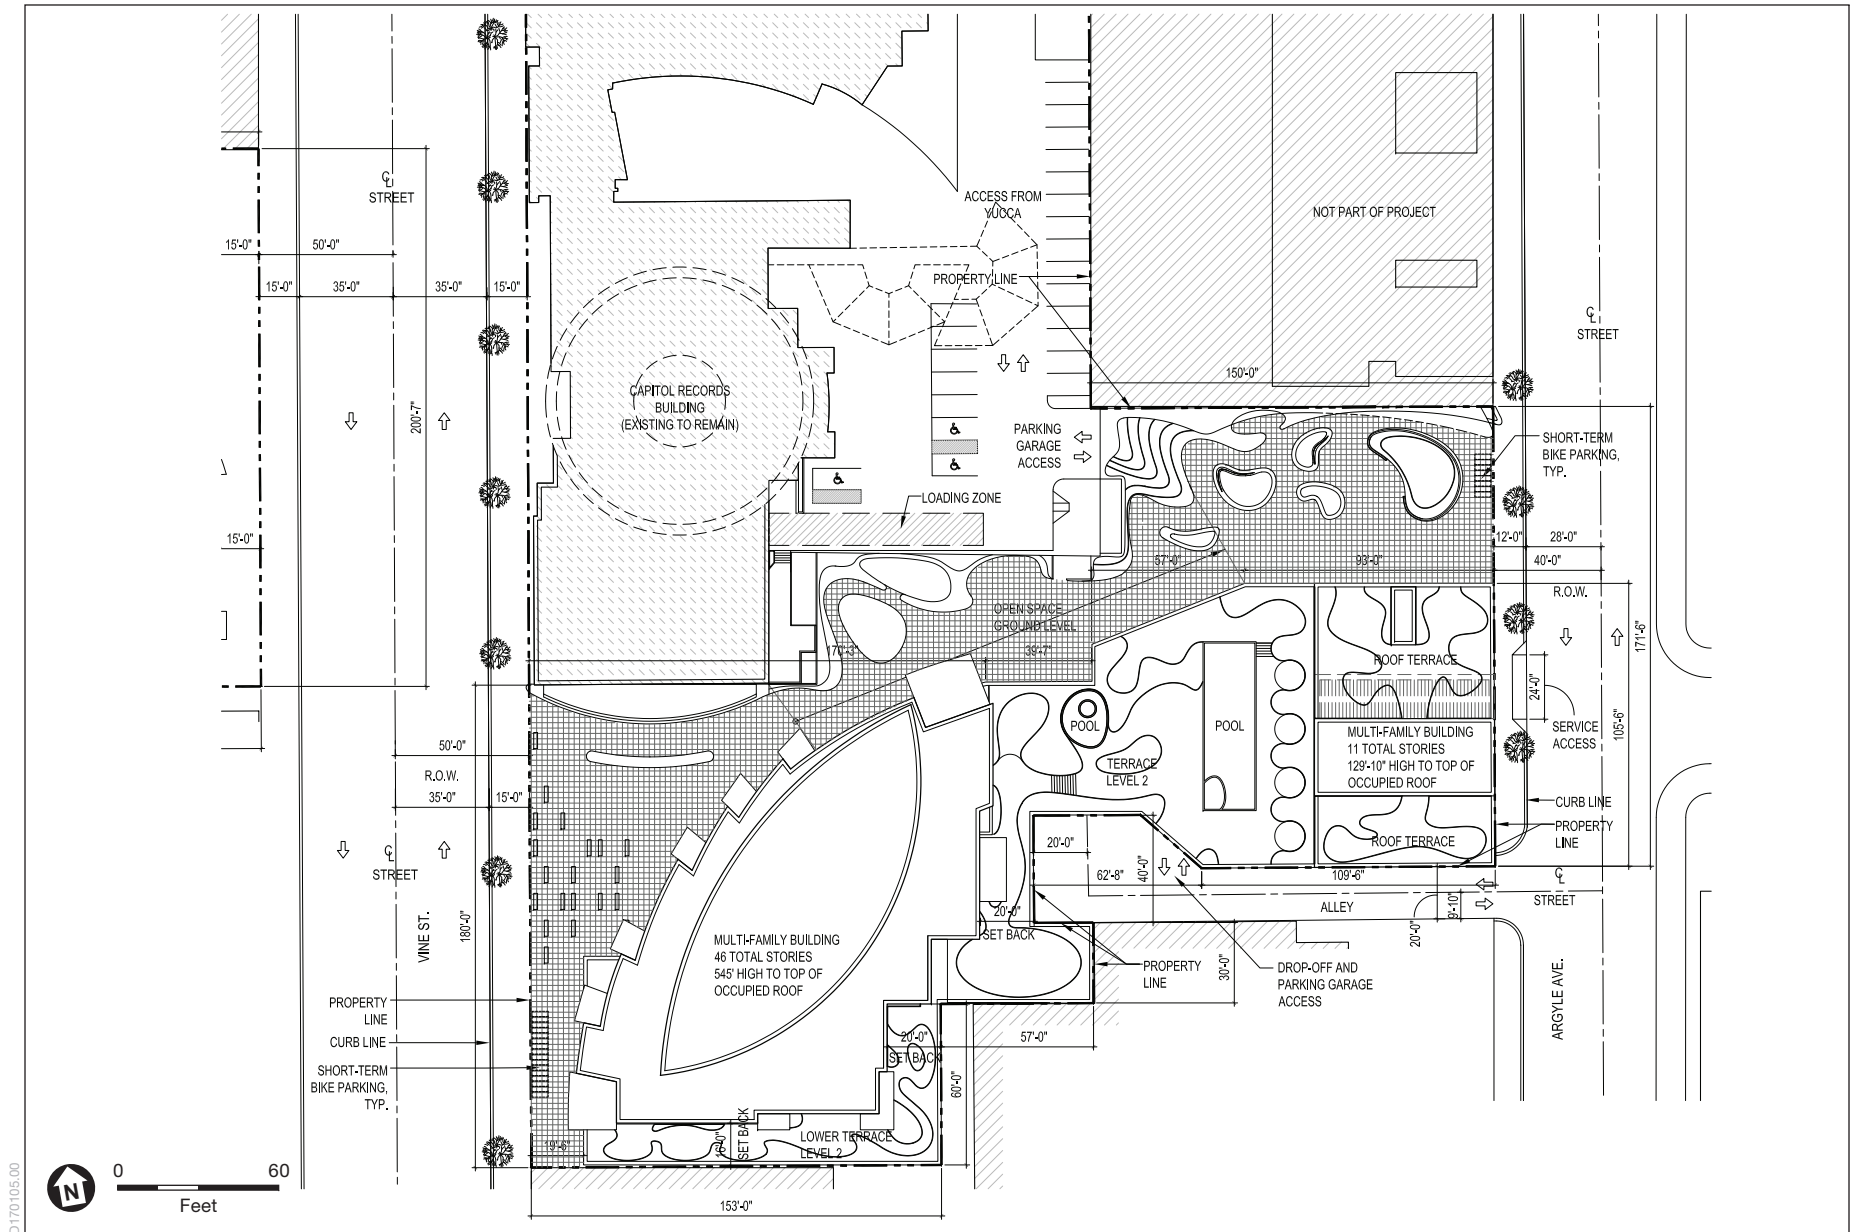 ACCESS FROM
YUCCA
NOT PART OF PROJECT
℄
STREET
15'-0"
50'-0"
15'-0"
35'-0"
35'-0"
15'-0"
PROPERTY LINE
℄
STREET
150'-0"
200'-7"
CAPITOL RECORDS
BUILDING
(EXISTING TO REMAIN)
PARKING
GARAGE
ACCESS
SHORT-TERM
BIKE PARKING,
TYP.
LOADING ZONE
15'-0"
12'-0"
28'-0"
57'-0"
93'-0"
40'-0"
R.O.W.
OPEN SPACE
GROUND LEVEL
170'-3"
39'-7"
171'-6"
ROOF TERRACE
24'-0"
105'-6"
SERVICE
ACCESS
POOL
POOL
MULTI-FAMILY BUILDING
11 TOTAL STORIES
129'-10" HIGH TO TOP OF
OCCUPIED ROOF
50'-0"
R.O.W.
35'-0"
15'-0"
TERRACE
LEVEL 2
CURB LINE
PROPERTY
LINE
ROOF TERRACE
20'-0"
40'-0"
62'-8"
109'-6"
℄
STREET
℄
STREET
ALLEY
9'-10"
20'-0"
20'-0"
SET BACK
VINE ST.
180'-0"
MULTI-FAMILY BUILDING
46 TOTAL STORIES
545' HIGH TO TOP OF
OCCUPIED ROOF
PROPERTY
LINE
30'-0"
DROP-OFF AND
PARKING GARAGE
ACCESS
ARGYLE AVE.
PROPERTY
LINE
CURB LINE
SHORT-TERM
BIKE PARKING,
TYP.
20'-0"
SET BACK
57'-0"
60'-0"
19'-6"
16'-0"
SET BACK
LOWER TERRACE
LEVEL 2
153'-0"
N
0 60
Feet
D170105.00